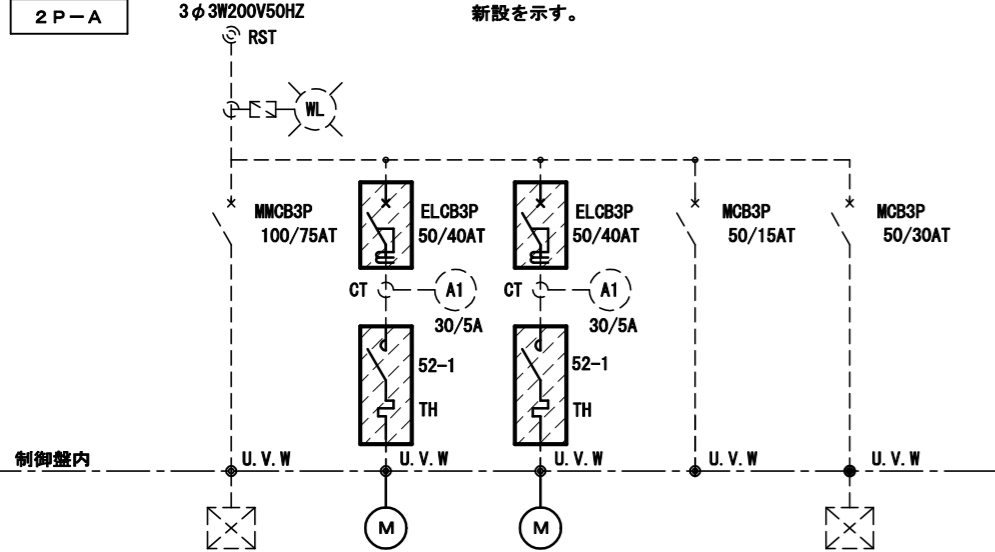 2P-A
3φ3W200V50HZ
新設を示す。
RST
WL
MMCB3P
100/75AT
ELCB3P
50/40AT
ELCB3P
50/40AT
MCB3P
50/15AT
MCB3P
50/30AT
CT
A1
30/5A
CT
A1
30/5A
52-1
TH
52-1
TH
制御盤内
U.V.W
U.V.W
U.V.W
U.V.W
U.V.W
M
M